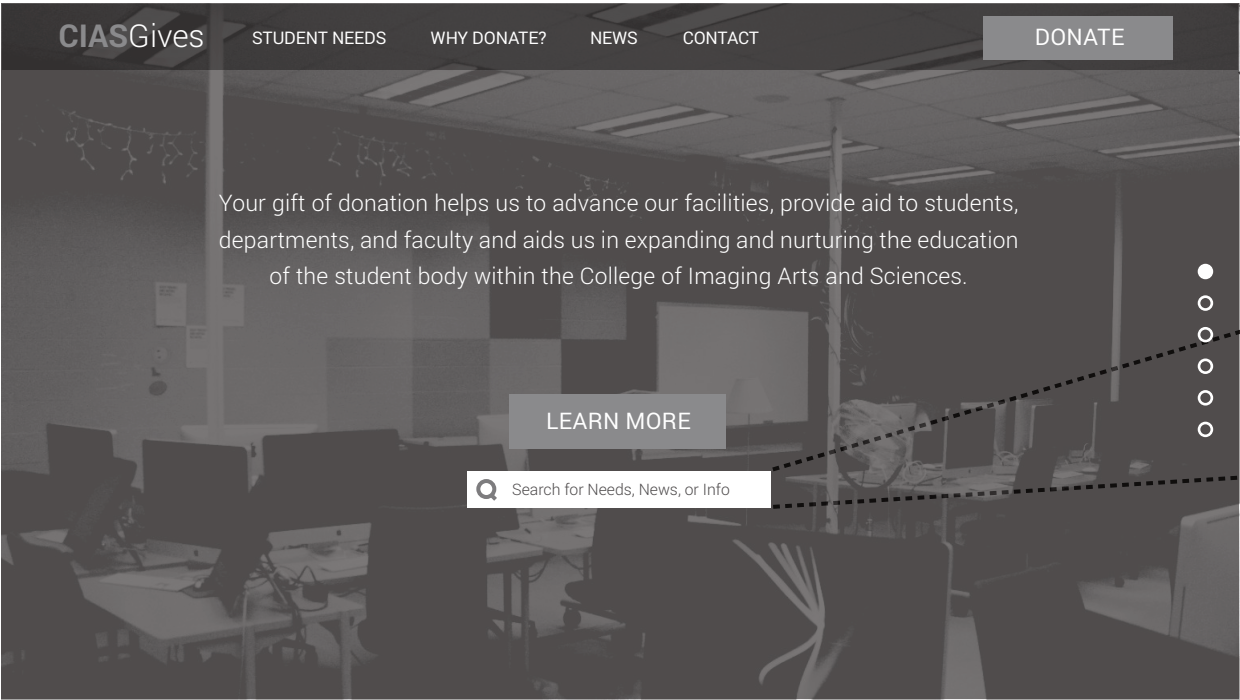 CIASGives STUDENT NEEDS WHY DONATE? NEWS CONTACT DONATE
Your gift of donation helps us to advance our facilities, provide aid to students,
departments, and faculty and aids us in expanding and nurturing the education
of the student body within the College of Imaging Arts and Sciences.
LEARN MORE
Search for Needs, News, or Info